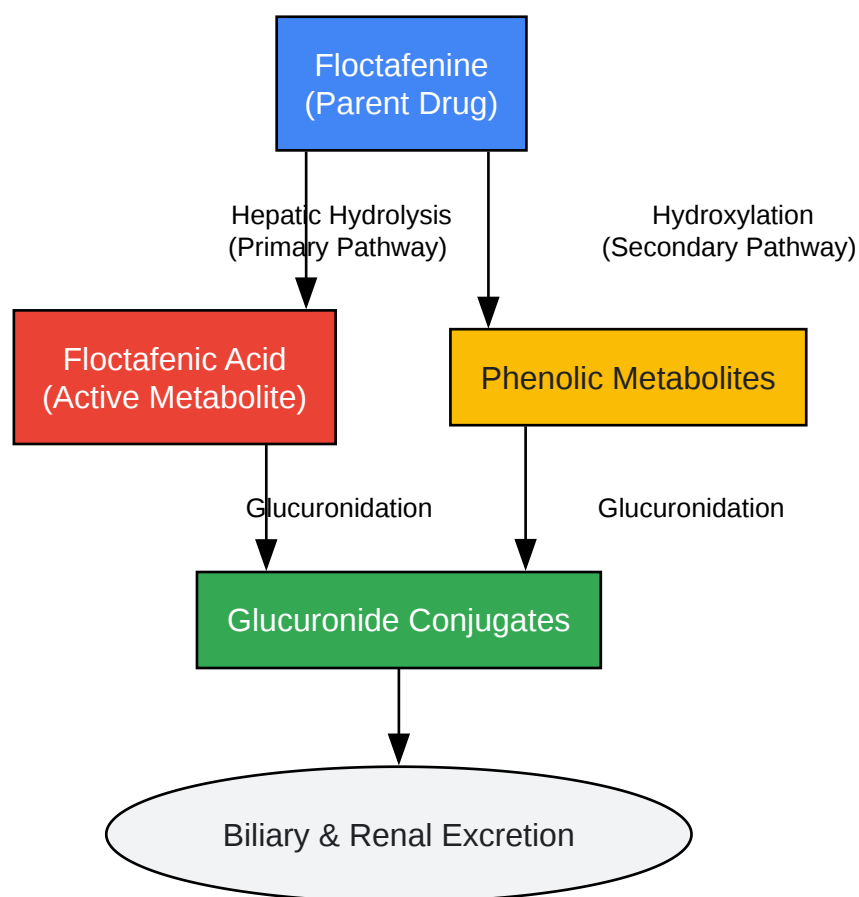 Floctafenine
(Parent Drug)
Hepatic Hydrolysis
(Primary Pathway)
Hydroxylation
(Secondary Pathway)
Floctafenic Acid
(Active Metabolite)
Phenolic Metabolites
Glucuronidation
Glucuronidation
Glucuronide Conjugates
Biliary & Renal Excretion